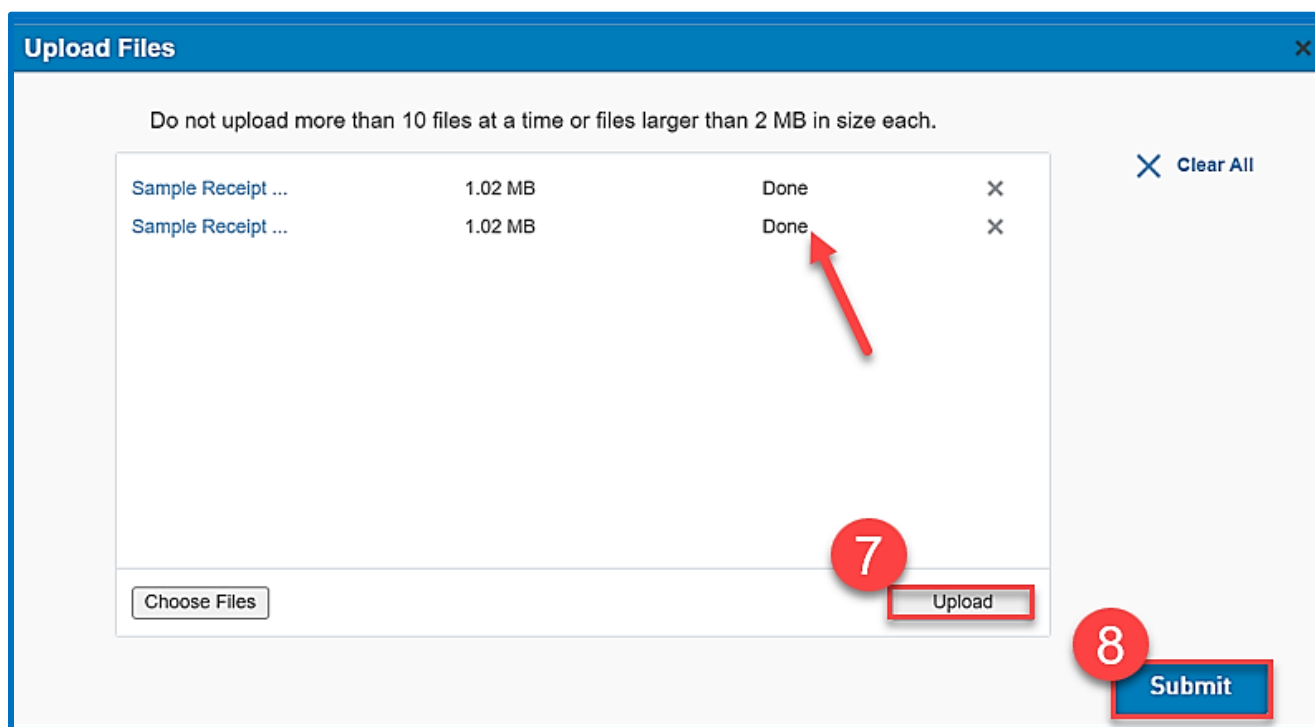 Upload Files
Do not upload more than 10 files at a time or files larger than 2 MB in size each.
Clear All
Sample Receipt ... 1.02 MB Done
Sample Receipt ... 1.02 MB Done
7
Choose Files Upload
8
Submit